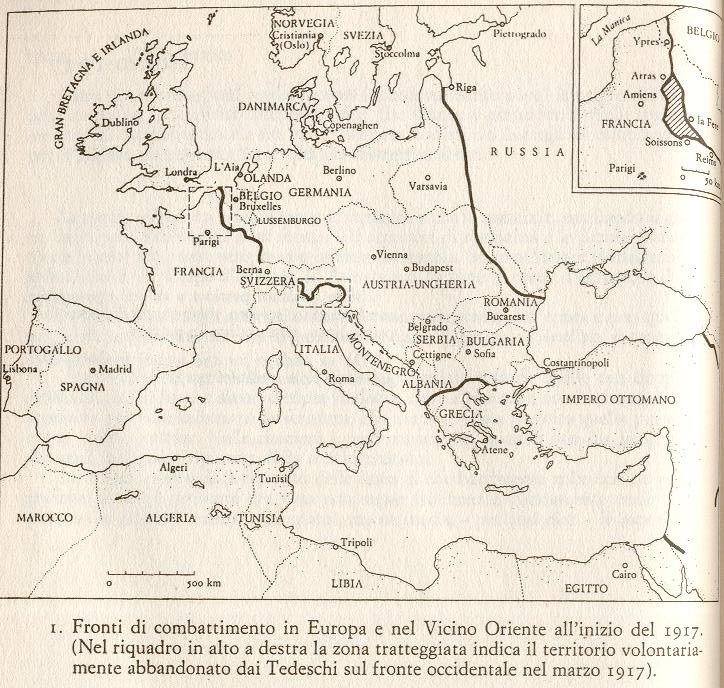 NORVEGIA
Cristiania
(Oslo)
SVEZIA
Stoccolma
Pietrogrado
GRAN BRETAGNA E IRLANDA
Dublino
DANIMARCA
Copenaghen
Riga
RUSSIA
Londra
L'Aia
OLANDA
Berlino
GERMANIA
Varsavia
BELGIO
Bruxelles
LUSSEMBURGO
Parigi
FRANCIA
Berna
SVIZZERA
Vienna
Budapest
AUSTRIA-UNGHERIA
ROMANIA
Bucarest
Belgrado
SERBIA
BULGARIA
Cettigne
Sofia
MONTENEGRO
ITALIA
Roma
ALBANIA
Costantinopoli
IMPERO OTTOMANO
GRECIA
Atene
PORTOGALLO
Lisbona
Madrid
SPAGNA
Algeri
Tunisi
MAROCCO
ALGERIA
TUNISIA
Tripoli
LIBIA
EGITTO
Cairo
0 500 km
La Manica
BELGIO
Ypres
Arras
Amiens
FRANCIA
la Fere
Soissons
Reims
Parigi
0 50
1. Fronti di combattimento in Europa e nel Vicino Oriente all'inizio del 1917.
(Nel riquadro in alto a destra la zona tratteggiata indica il territorio volontaria-
mente abbandonato dai Tedeschi sul fronte occidentale nel marzo 1917).